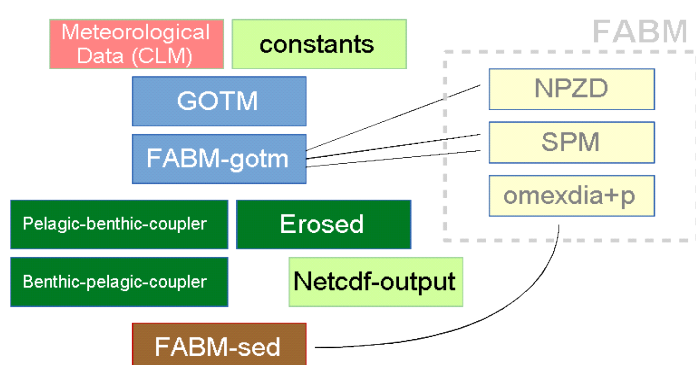 FABM
Meteorological
Data (CLM)
constants
NPZD
GOTM
SPM
FABM-gotm
omexdia+p
Pelagic-benthic-coupler
Erosed
Benthic-pelagic-coupler
Netcdf-output
FABM-sed